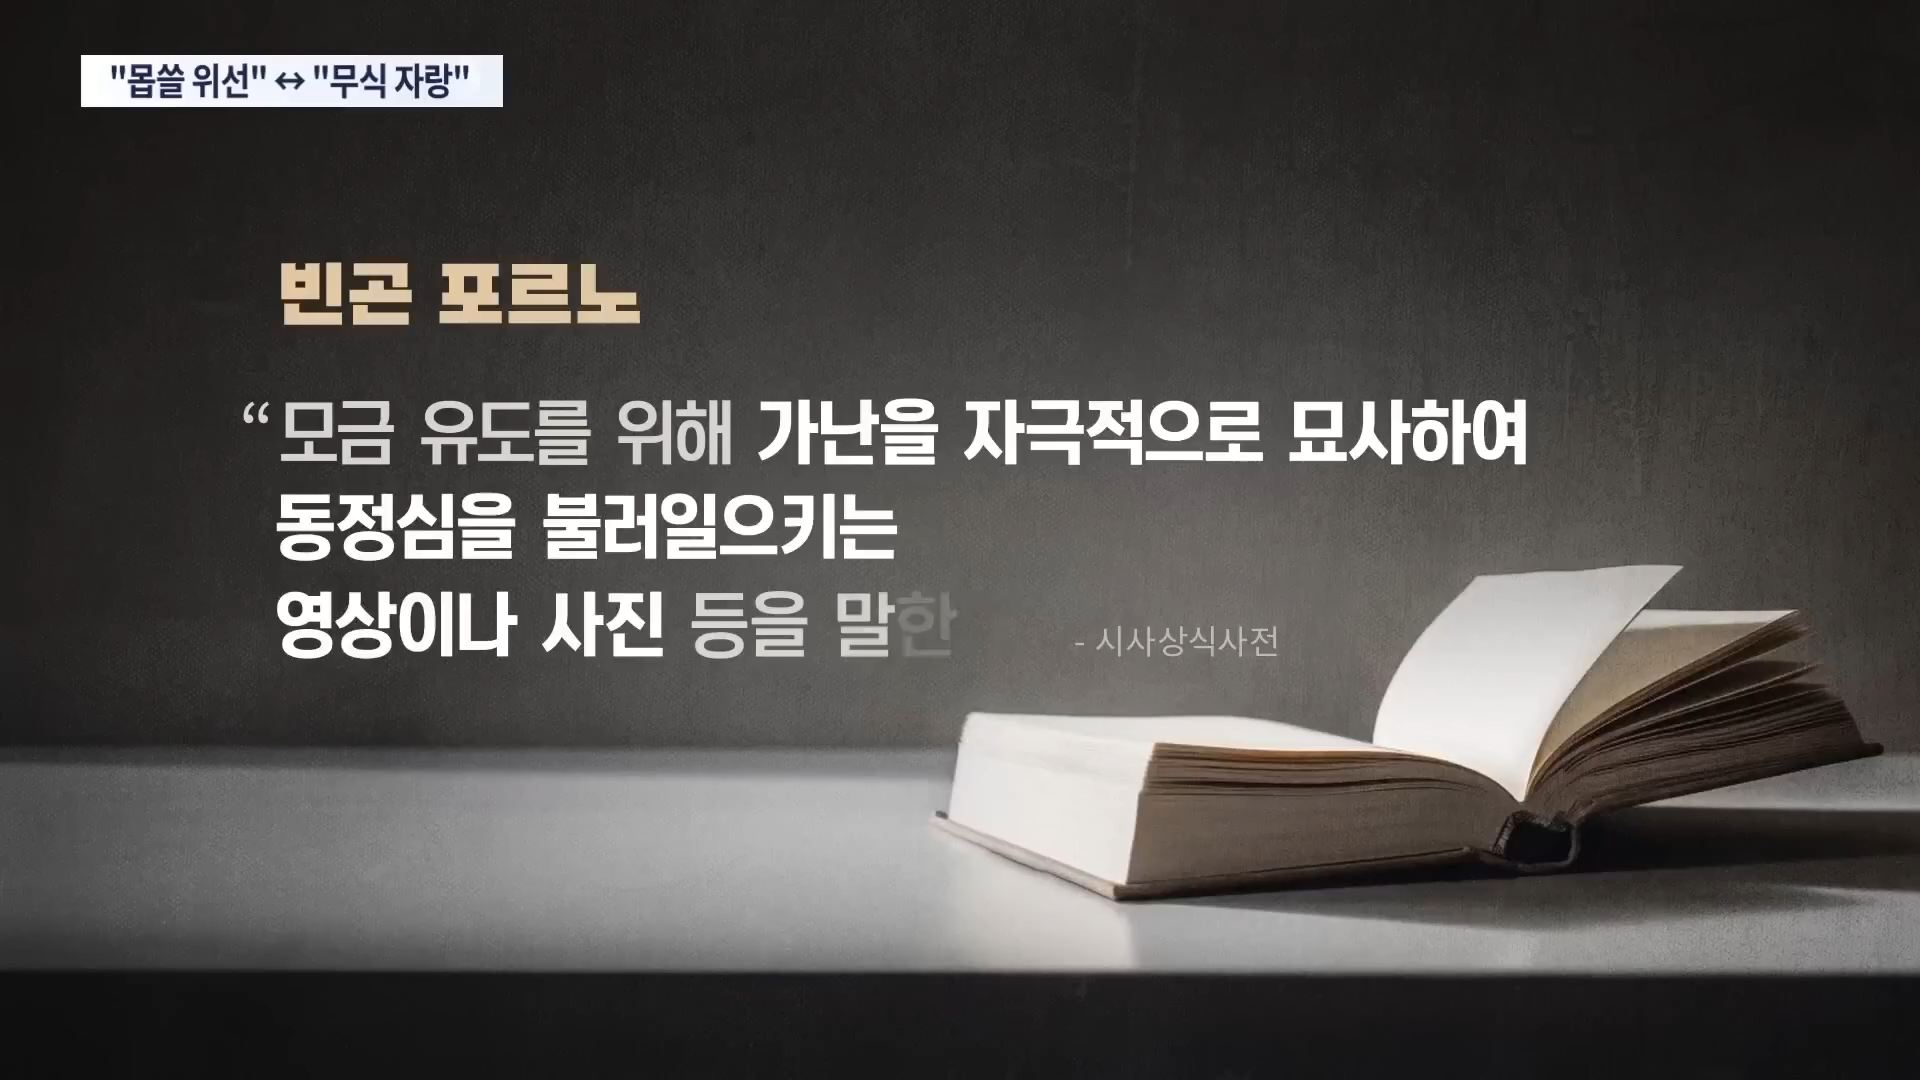 "몹쓸 위선" ↔ "무식 자랑"
빈곤 포르노
“모금 유도를 위해 가난을 자극적으로 묘사하여
동정심을 불러일으키는
영상이나 사진 등을 말한
- 시사상식사전